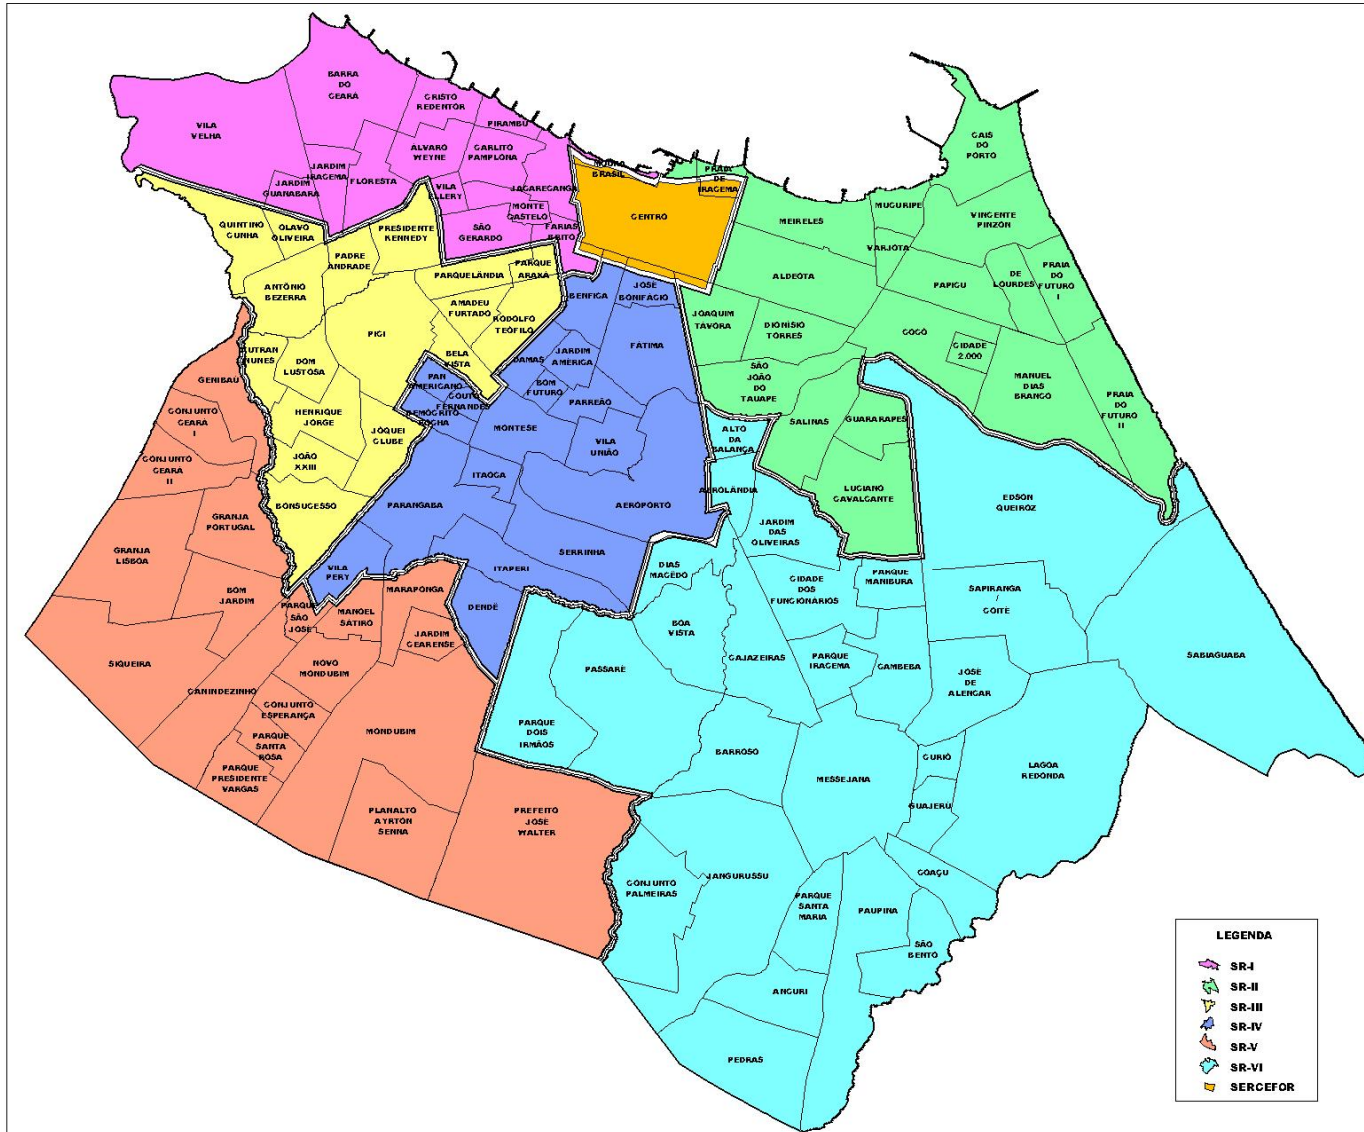 BARRA
DO
CEARÁ
CRISTO
REDENTOR
PIRAMBU
VILA
VELHA
ÁLVARO
WEYNE
CARLITO
PAMPLONA
JARDIM
IRACEMA
FLORESTA
JARDIM
GUANABARA
VILA
ELLERY
JACARECANGA
MONTE
CASTELO
SÃO
GERARDO
FARIAS
BRITO
MOURO
BRASIL
PRAIA
DE
IRACEMA
CENTRO
CAIS
DO
PORTO
MUCURIPE
MEIRELES
VINCENTE
PINZÓN
VARJOTA
ALDEOTA
PAPICU
DE
LOURDES
PRAIA
DO
FUTURO
I
JOAQUIM
TÁVORA
DIONÍSIO
TORRES
COCÓ
CIDADE
2.000
SÃO
JOÃO
DO
TAUAPE
MANUEL
DIAS
BRANCO
PRAIA
DO
FUTURO
II
SALINAS
GUARARAPES
LUCIANO
CAVALCANTE
QUINTINO
CUNHA
OLAVO
OLIVEIRA
PRESIDENTE
KENNEDY
PADRE
ANDRADE
PARQUELÂNDIA
PARQUE
ARAXÁ
ANTÔNIO
BEZERRA
AMADEU
FURTADO
RODOLFO
TEÓFILO
PICI
AUTRAN
NUNES
DOM
LUSTOSA
BELA
VISTA
HENRIQUE
JORGE
JÓQUEI
CLUBE
JOÃO
XXIII
BONSUCESSO
BENFICA
JOSÉ
BONIFÁCIO
FÁTIMA
DAMAS
JARDIM
AMÉRICA
PAN
AMERICANO
COUTO
FERNANDES
BOM
FUTURO
PARREÃO
DEMÓCRITO
ROCHA
MONTESE
VILA
UNIÃO
ITAOCA
PARANGABA
AEROPORTO
SERRINHA
VILA
PERY
ITAPERI
DENDÊ
GENIBAÚ
CONJUNTO
CEARÁ
I
CONJUNTO
CEARÁ
II
GRANJA
PORTUGAL
GRANJA
LISBOA
BOM
JARDIM
PARQUE
SÃO
JOSÉ
MANOEL
SÁTIRO
MARAPONGA
JARDIM
CEARENSE
SIQUEIRA
NOVO
MONDUBIM
CANINDEZINHO
CONJUNTO
ESPERANÇA
MONDUBIM
PARQUE
SANTA
ROSA
PARQUE
PRESIDENTE
VARGAS
PLANALTO
AYRTON
SENNA
PREFEITO
JOSÉ
WALTER
ALTO
DA
BALANÇA
AEROLÂNDIA
EDSON
QUEIROZ
JARDIM
DAS
OLIVEIRAS
DIAS
MACÊDO
CIDADE
DOS
FUNCIONÁRIOS
PARQUE
MANIBURA
SAPIRANGA
/
COITÉ
BOA
VISTA
SABIAGUABA
PASSARÉ
CAJAZEIRAS
PARQUE
IRACEMA
CAMBEBA
JOSÉ
DE
ALENCAR
PARQUE
DOIS
IRMÃOS
BARROSO
MESSEJANA
CURIÓ
LAGOA
REDONDA
GUAJERÚ
CONJUNTO
PALMEIRAS
JANGURUSSU
COAÇU
PARQUE
SANTA
MARIA
PAUPINA
SÃO
BENTO
ANCURI
PEDRAS
LEGENDA
SR-I
SR-II
SR-III
SR-IV
SR-V
SR-VI
SERCEFOR